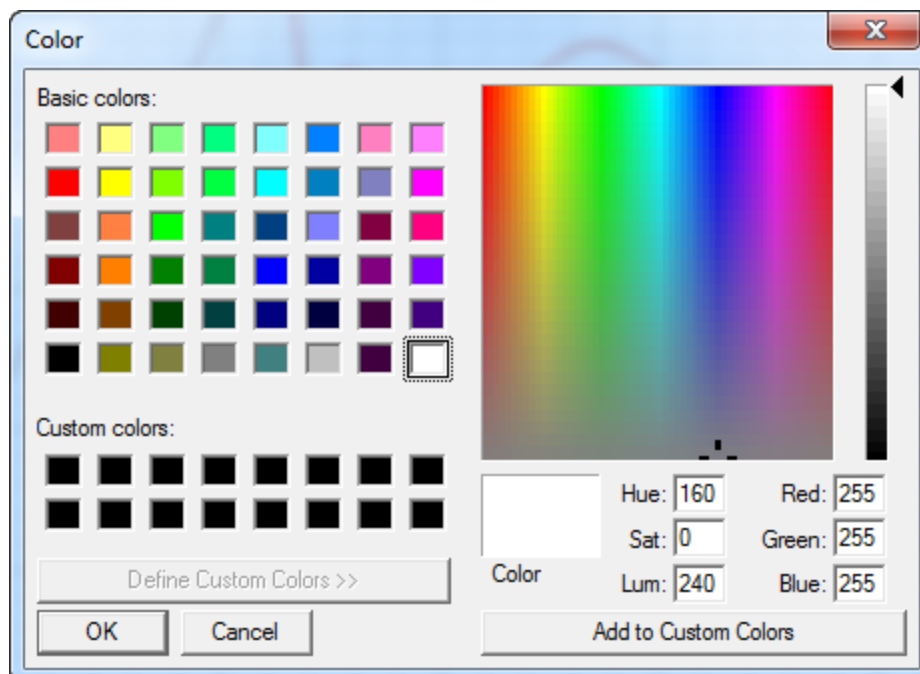 Color
Basic colors:
Custom colors:
Define Custom Colors >>
OK Cancel
Color
Hue: 160 Red: 255
Sat: 0 Green: 255
Lum: 240 Blue: 255
Add to Custom Colors